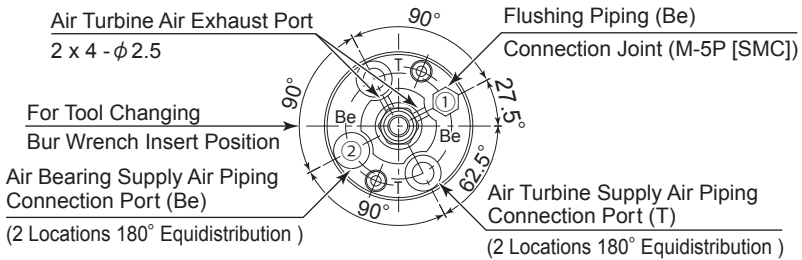 Air Turbine Air Exhaust Port
2 x 4 - ϕ 2.5
90°
Flushing Piping (Be)
Connection Joint (M-5P [SMC])
90°
T
1
27.5°
For Tool Changing
Bur Wrench Insert Position
Be
Be
2
62.5°
Air Bearing Supply Air Piping
Connection Port (Be)
(2 Locations 180° Equidistribution )
T
90°
Air Turbine Supply Air Piping
Connection Port (T)
(2 Locations 180° Equidistribution )